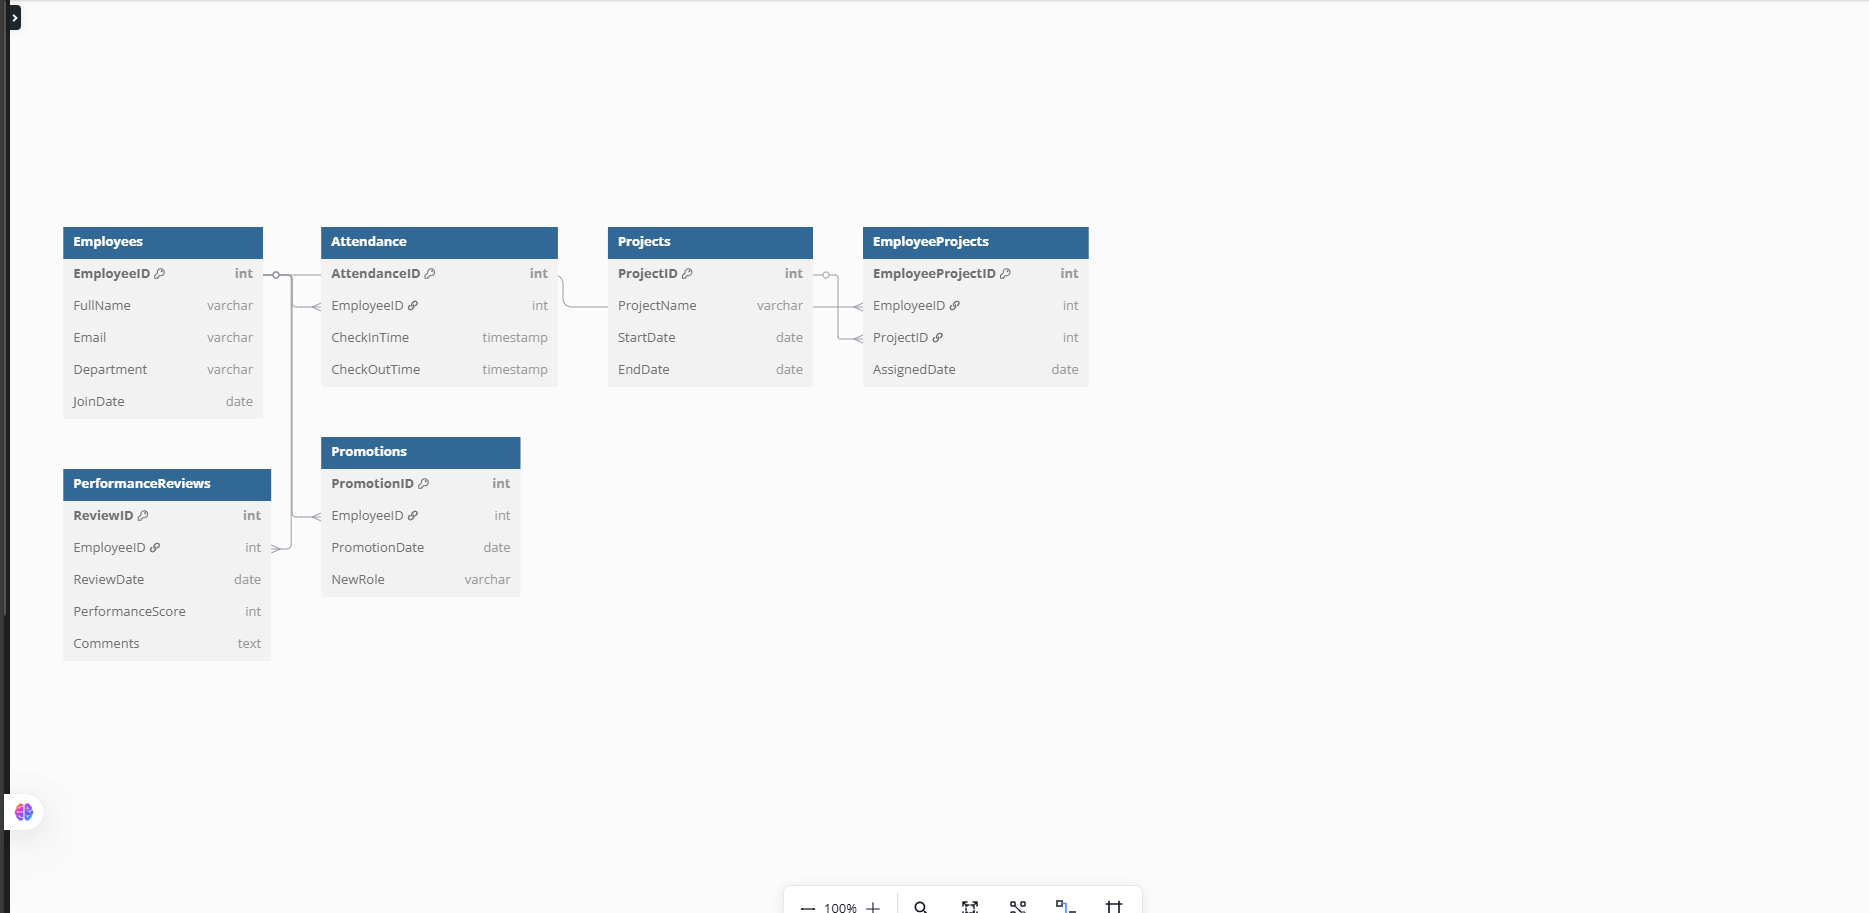 Employees
EmployeeID int
FullName varchar
Email varchar
Department varchar
JoinDate date
Attendance
AttendanceID int
EmployeeID int
CheckInTime timestamp
CheckOutTime timestamp
Projects
ProjectID int
ProjectName varchar
StartDate date
EndDate date
EmployeeProjects
EmployeeProjectID int
EmployeeID int
ProjectID int
AssignedDate date
PerformanceReviews
ReviewID int
EmployeeID int
ReviewDate date
PerformanceScore int
Comments text
Promotions
PromotionID int
EmployeeID int
PromotionDate date
NewRole varchar
100%